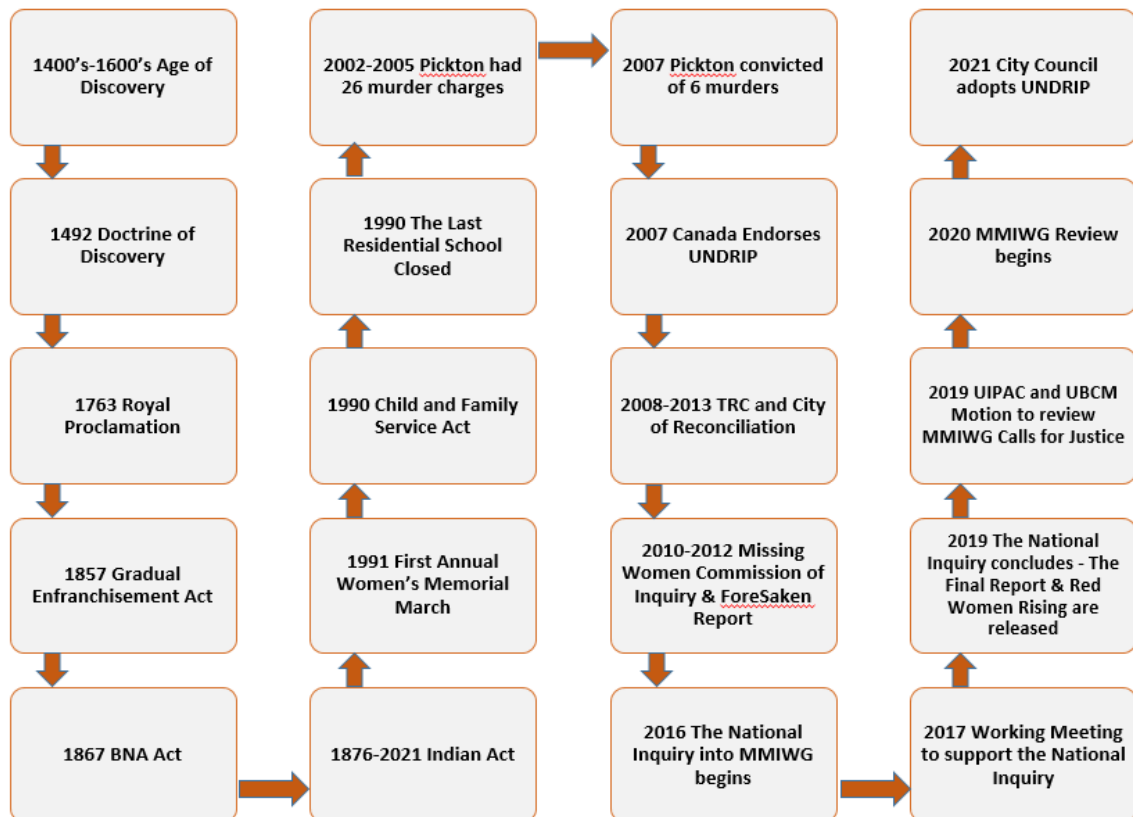 1400's-1600's Age of
Discovery
1492 Doctrine of
Discovery
1763 Royal
Proclamation
1857 Gradual
Enfranchisement Act
1867 BNA Act
1876-2021 Indian Act
1991 First Annual
Women's Memorial
March
1990 Child and Family
Service Act
1990 The Last
Residential School
Closed
2002-2005 Pickton had
26 murder charges
2007 Pickton convicted
of 6 murders
2007 Canada Endorses
UNDRIP
2008-2013 TRC and City
of Reconciliation
2010-2012 Missing
Women Commission of
Inquiry & ForeSaken
Report
2016 The National
Inquiry into MMIWG
begins
2017 Working Meeting
to support the National
Inquiry
2019 The National
Inquiry concludes - The
Final Report & Red
Women Rising are
released
2019 UIPAC and UBCM
Motion to review
MMIWG Calls for Justice
2020 MMIWG Review
begins
2021 City Council
adopts UNDRIP